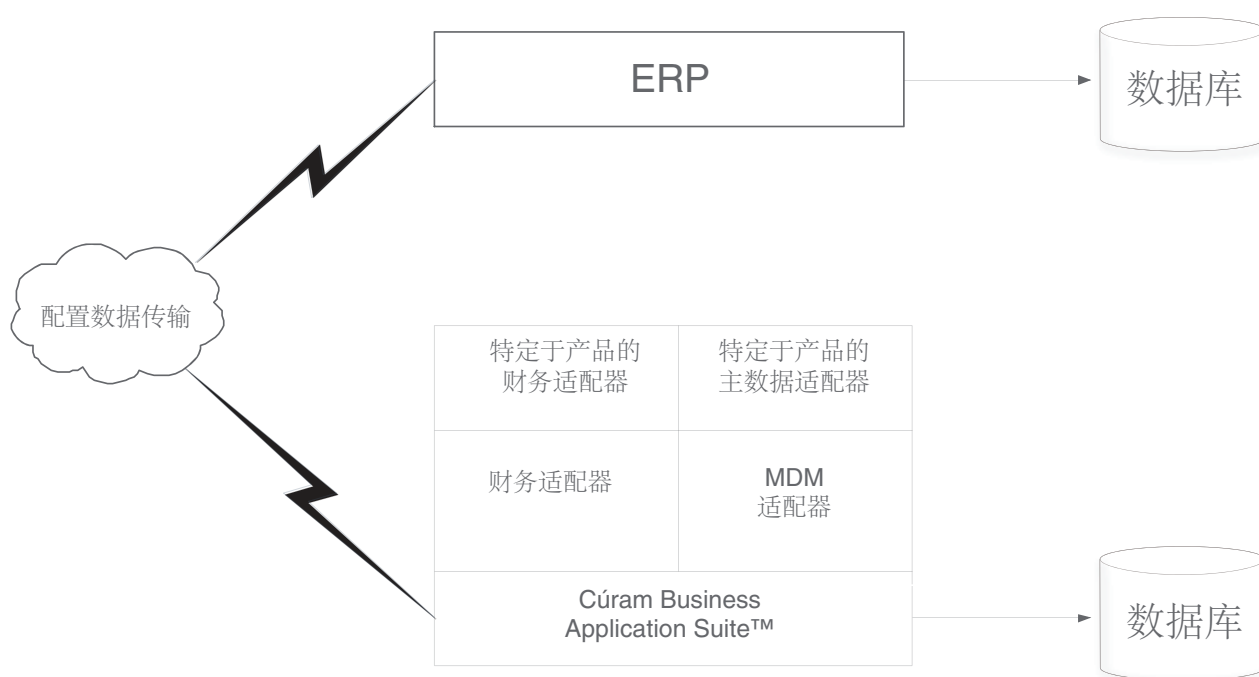 ERP
数据库
配置数据传输
特定于产品的
财务适配器
特定于产品的
主数据适配器
财务适配器
MDM
适配器
Cúram Business
Application Suite™
数据库